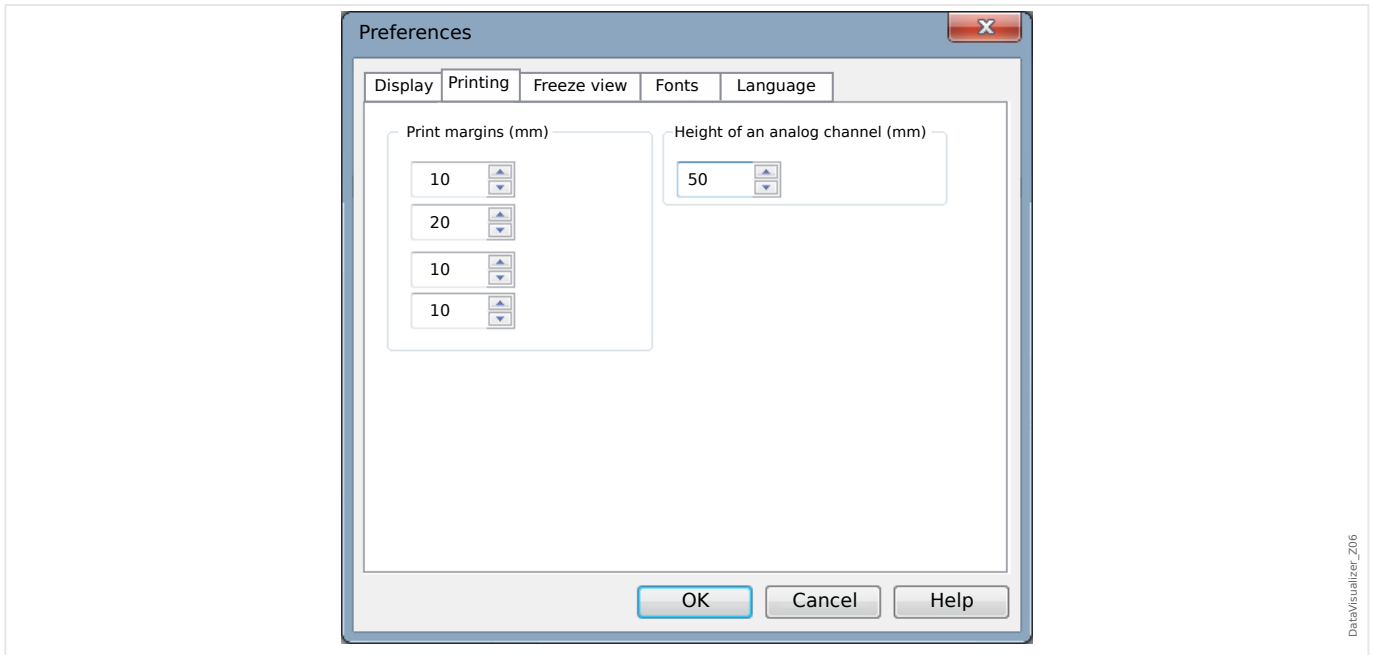 Preferences
X
Display Printing Freeze view Fonts Language
Print margins (mm) Height of an analog channel (mm)
10 50
20
10
10
OK Cancel Help
DataVisualizer_Z06